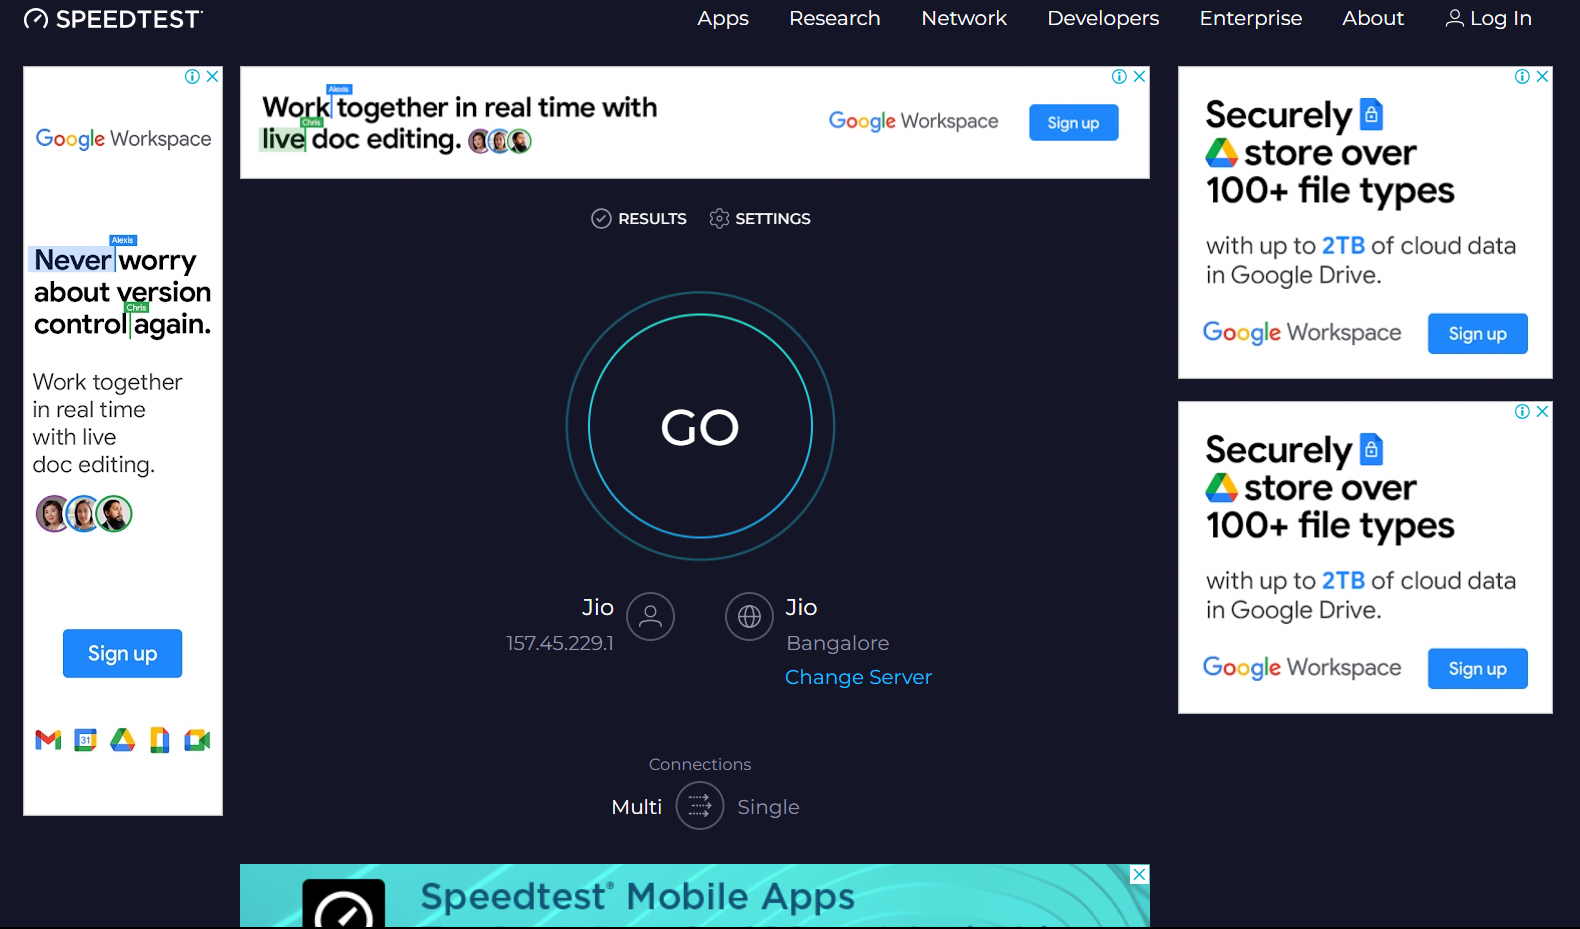 SPEEDTEST
Apps Research Network Developers Enterprise About Log In
Google Workspace
Alexis
Never worry
about version
Chris
control again.
Work together
in real time
with live
doc editing.
Sign up
31
Alexis
Work together in real time with
Chris
live doc editing.
Google Workspace
Sign up
RESULTS SETTINGS
GO
Jio
157.45.229.1
Jio
Bangalore
Change Server
Connections
Multi Single
Speedtest® Mobile Apps
Securely
store over
100+ file types
with up to 2TB of cloud data
in Google Drive.
Google Workspace Sign up
Securely
store over
100+ file types
with up to 2TB of cloud data
in Google Drive.
Google Workspace Sign up